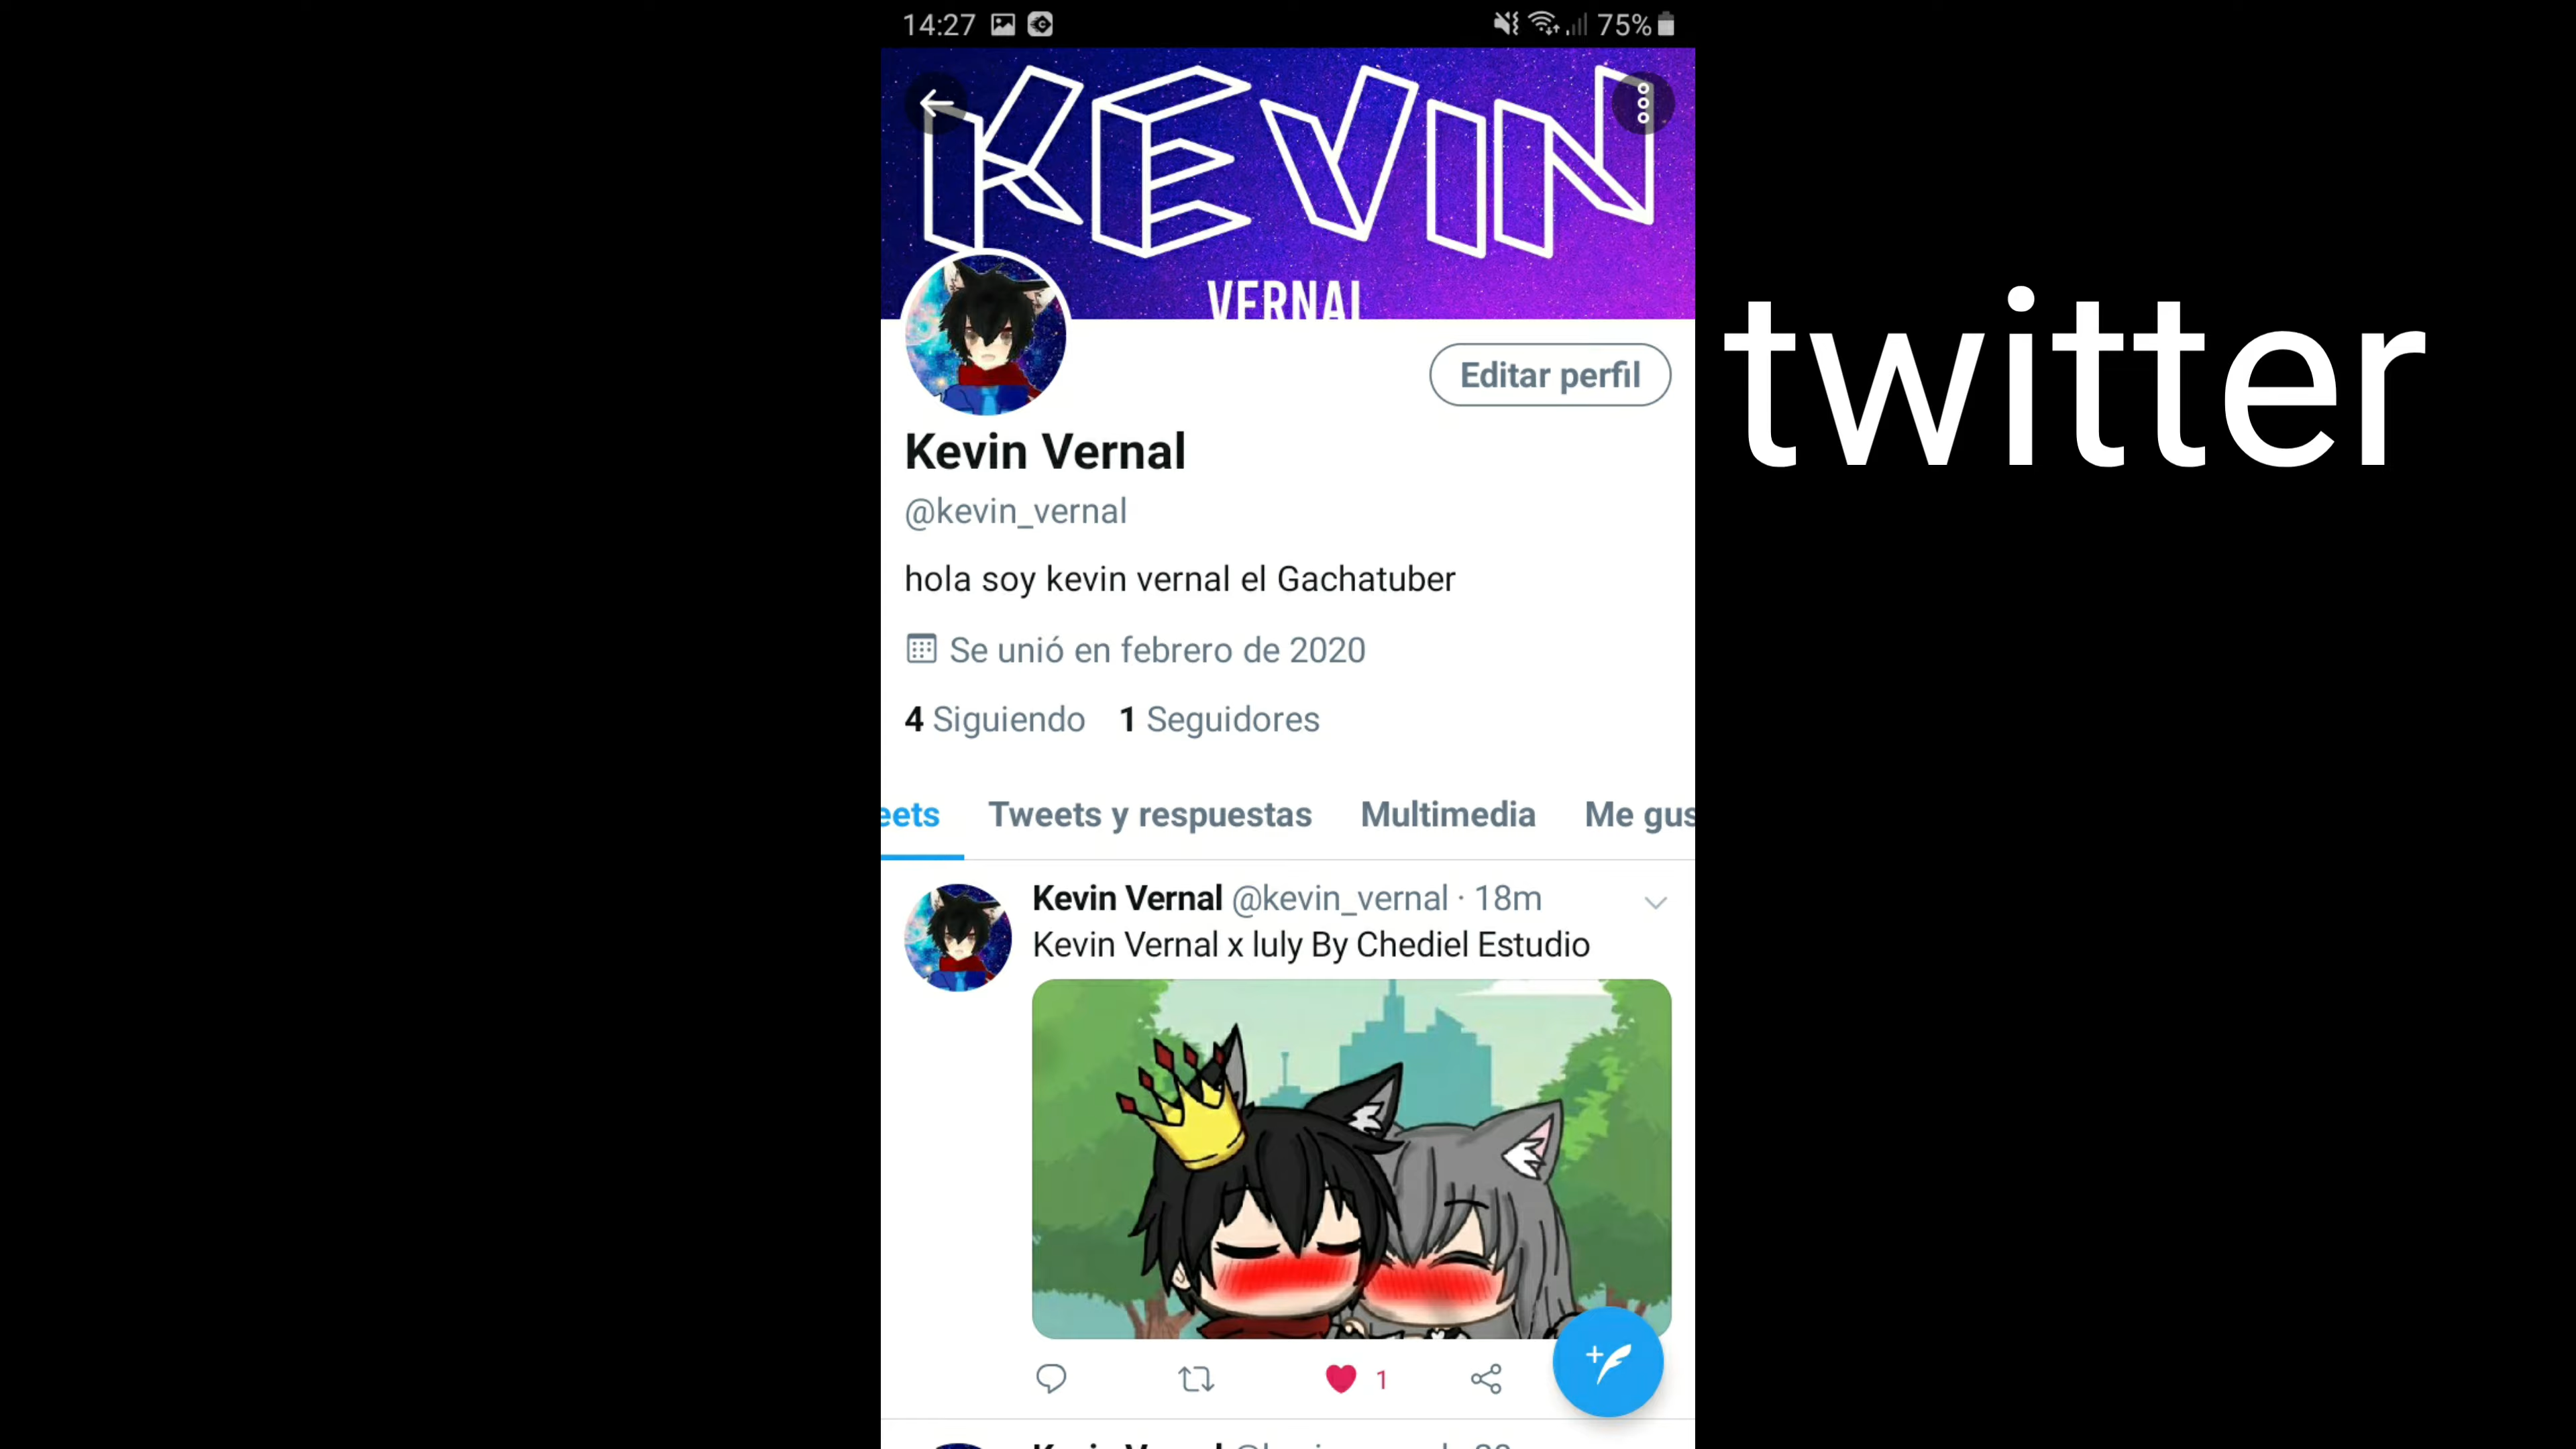 14:27
75%
KEVIN
VERNAL
twitter
Editar perfil
Kevin Vernal
@kevin_vernal
hola soy kevin vernal el Gachatuber
Se unió en febrero de 2020
4 Siguiendo 1 Seguidores
eets Tweets y respuestas Multimedia Me gus
Kevin Vernal @kevin_vernal · 18m
Kevin Vernal x luly By Chediel Estudio
1